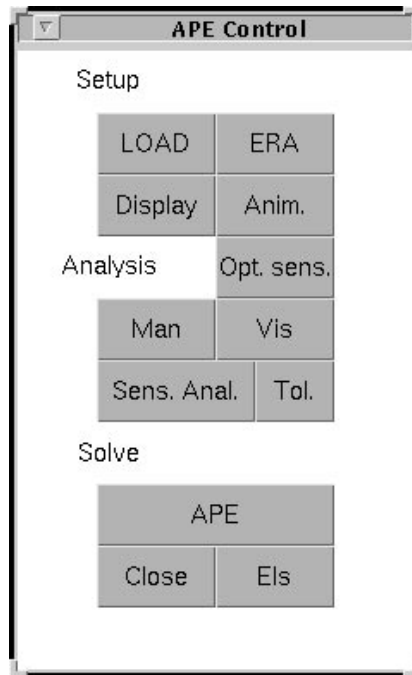 APE Control
Setup
LOAD ERA
Display Anim.
Analysis Opt. sens.
Man Vis
Sens. Anal. Tol.
Solve
APE
Close Els